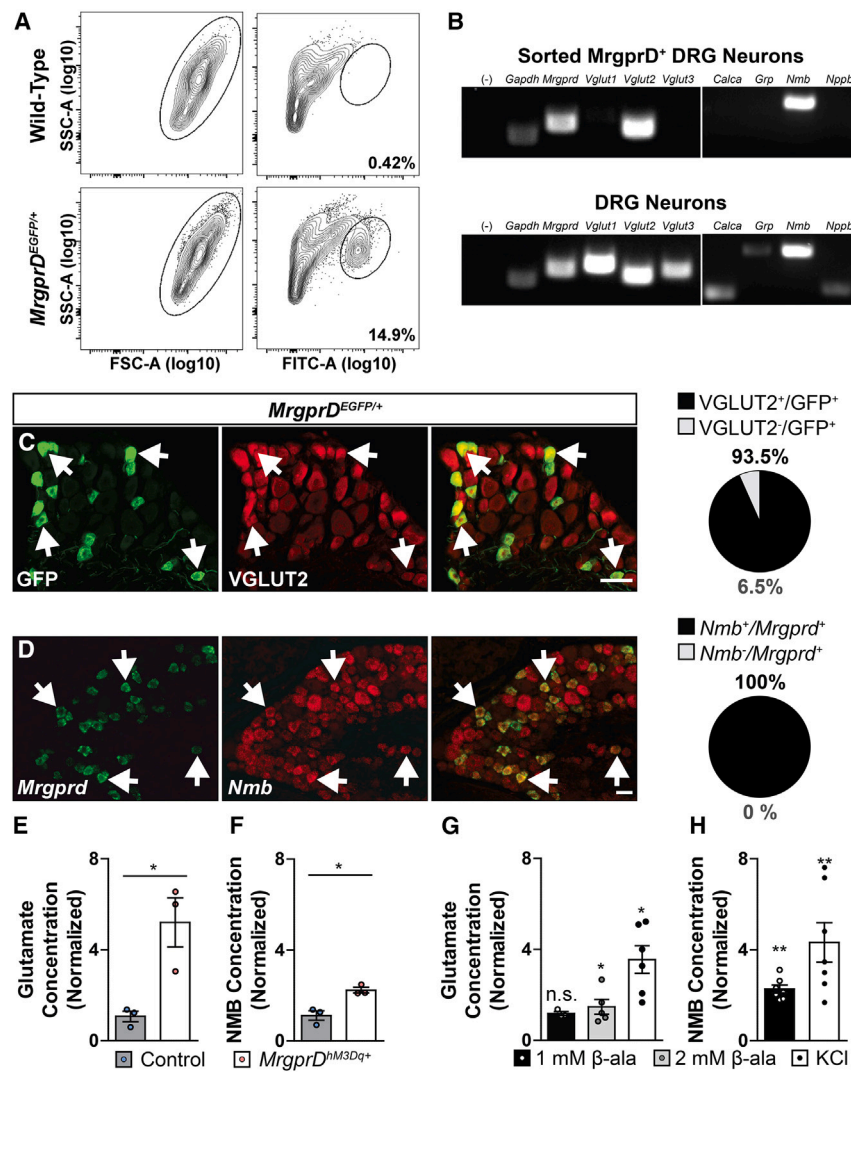 A
Wild-Type
SSC-A (log10)
0.42%
MrgprD^EGFP/+
SSC-A (log10)
14.9%
FSC-A (log10)
FITC-A (log10)
B
Sorted MrgprD⁺ DRG Neurons
(-) Gapdh Mrgprd Vglut1 Vglut2 Vglut3 Calca Grp Nmb Nppb
DRG Neurons
(-) Gapdh Mrgprd Vglut1 Vglut2 Vglut3 Calca Grp Nmb Nppb
MrgprD^EGFP/+
C
GFP
VGLUT2
VGLUT2⁺/GFP⁺
VGLUT2⁻/GFP⁺
93.5%
6.5%
D
Mrgprd
Nmb
Nmb⁺/Mrgprd⁺
Nmb⁻/Mrgprd⁺
100%
0 %
E
Glutamate
Concentration
(Normalized)
8
4
0
*
F
NMB Concentration
(Normalized)
8
4
0
*
Control
MrgprD^hM3Dq+
G
Glutamate
Concentration
(Normalized)
8
4
0
n.s.
*
*
H
NMB Concentration
(Normalized)
8
4
0
**
**
1 mM β-ala
2 mM β-ala
KCl